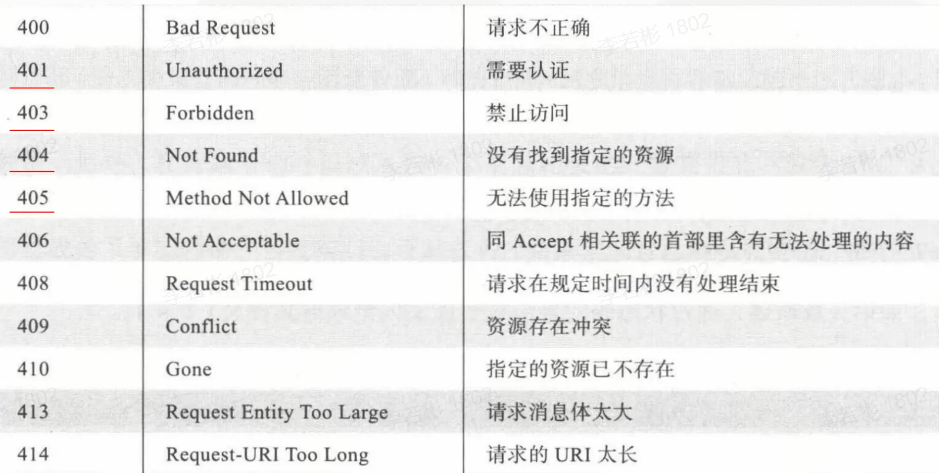 400 Bad Request 请求不正确
401 Unauthorized 需要认证
403 Forbidden 禁止访问
404 Not Found 没有找到指定的资源
405 Method Not Allowed 无法使用指定的方法
406 Not Acceptable 同 Accept 相关联的首部里含有无法处理的内容
408 Request Timeout 请求在规定时间内没有处理结束
409 Conflict 资源存在冲突
410 Gone 指定的资源已不存在
413 Request Entity Too Large 请求消息体太大
414 Request-URI Too Long 请求的 URI 太长
李若彬 1802